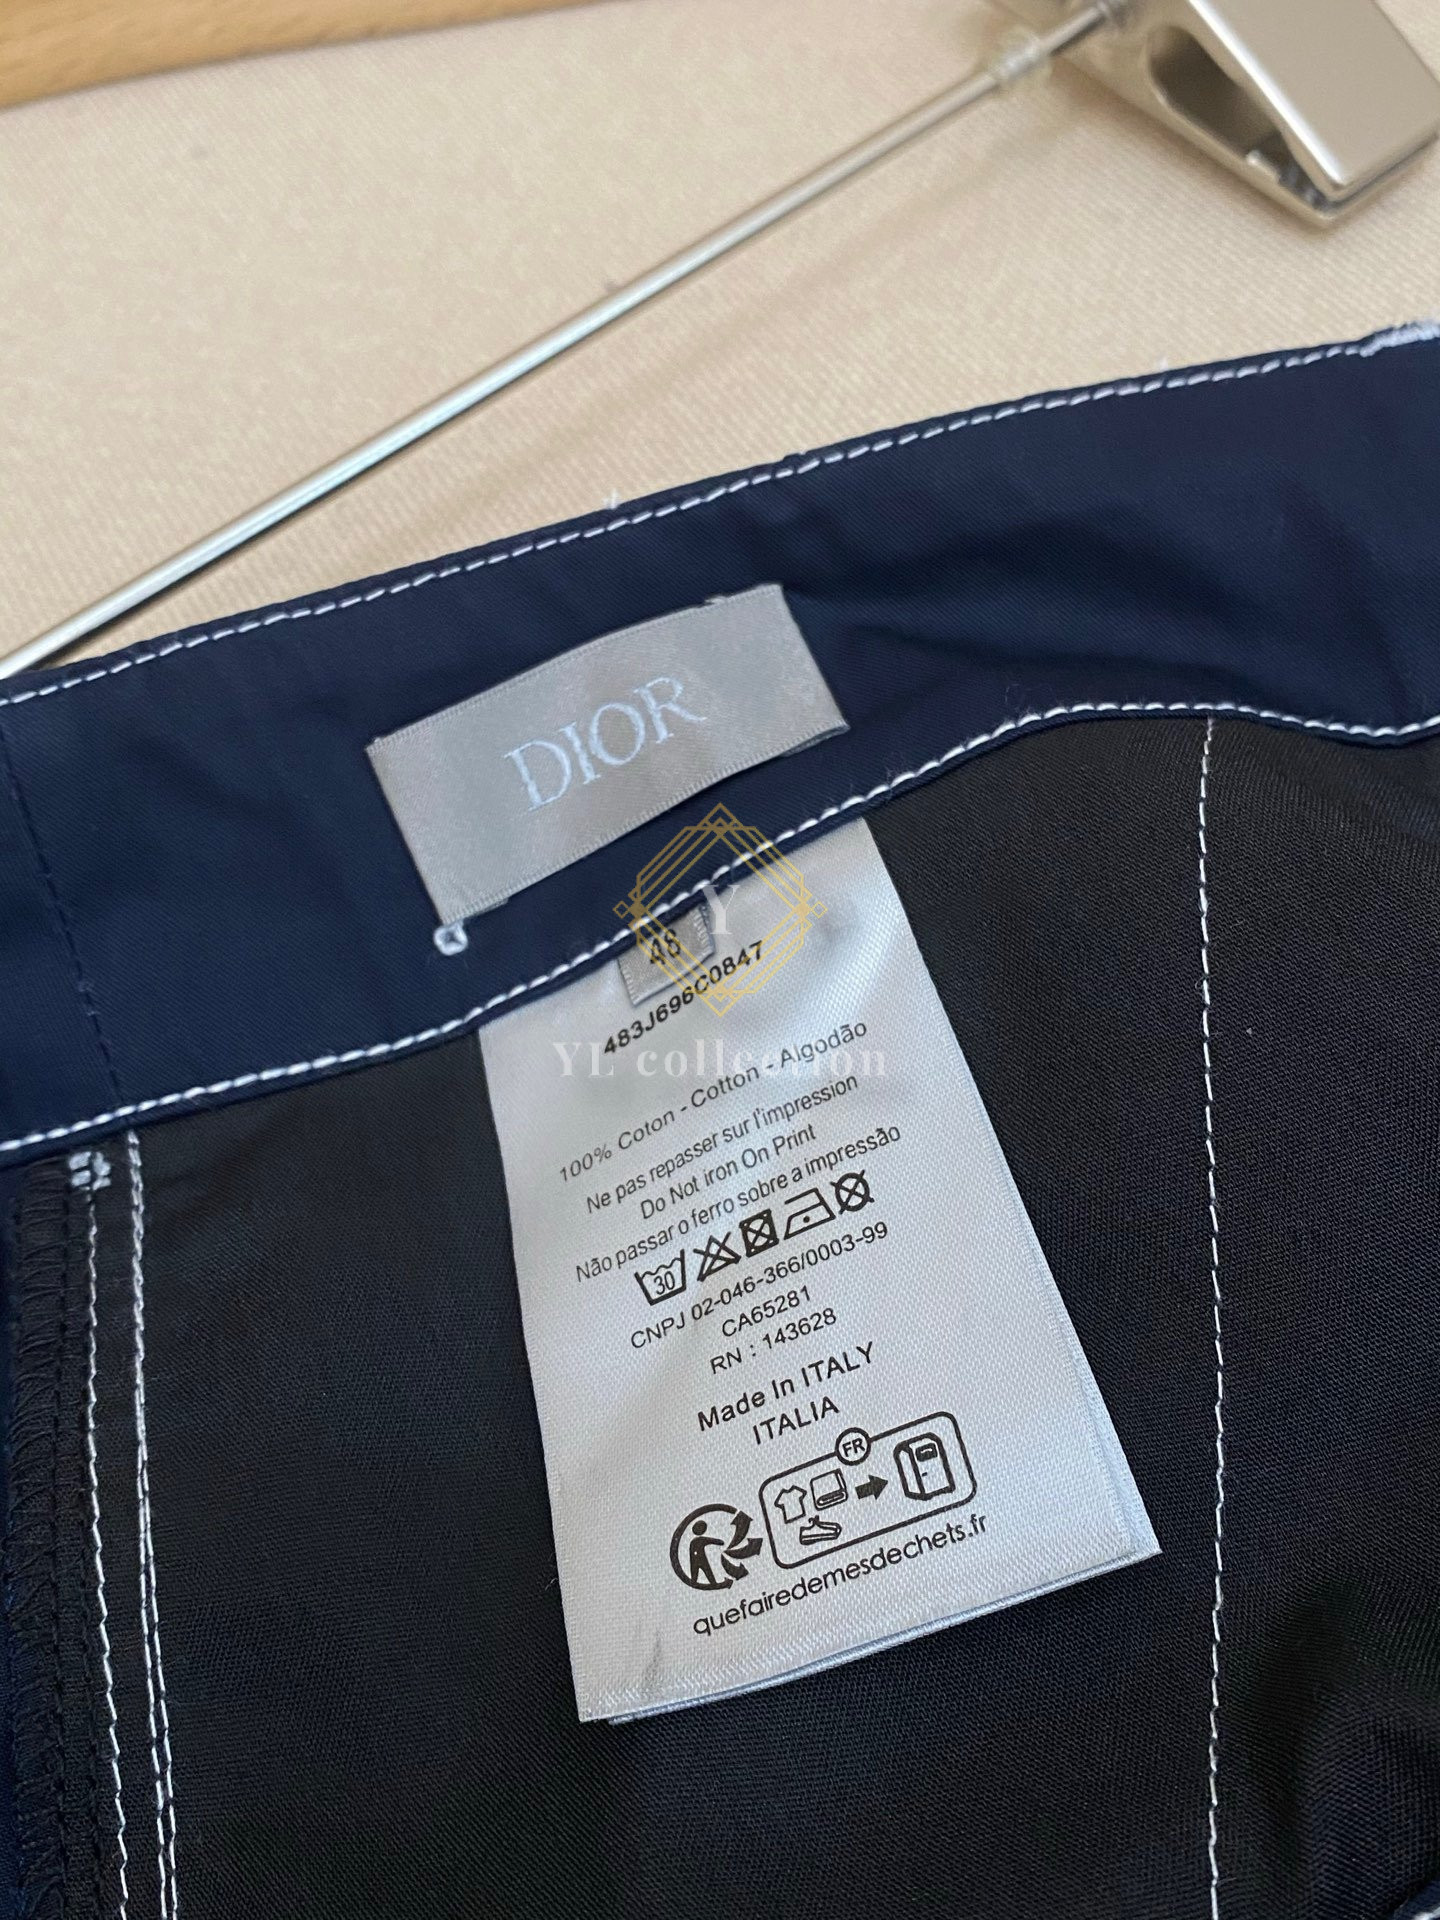 DIOR
Y
48
483J696C0847
YL collection
100% Coton - Cotton - Algodão
Ne pas repasser sur l'impression
Do Not iron On Print
Não passar o ferro sobre a impressão
30
CNPJ 02-046-366/0003-99
CA65281
RN : 143628
Made In ITALY
ITALIA
FR
quefairedemesdechets.fr